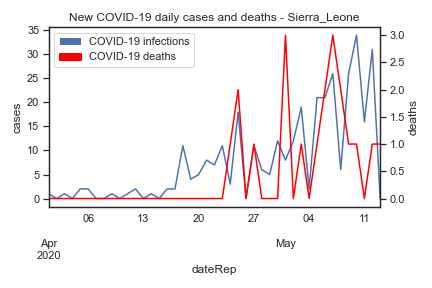 New COVID-19 daily cases and deaths - Sierra_Leone
COVID-19 infections
COVID-19 deaths
cases
35
30
25
20
15
10
5
0
deaths
3.0
2.5
2.0
1.5
1.0
0.5
0.0
06 13 20 27 04 11
Apr May
2020
dateRep